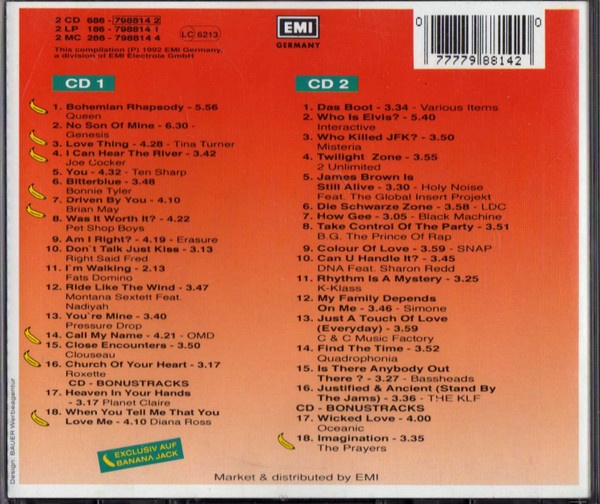 2 CD 686 - 798814 2
2 LP 186 - 798814 1
2 MC 286 - 798814 4
LC 6213
This compilation (P) 1992 EMI Germany,
a division of EMI Electrola GmbH
EMI
GERMANY
0 77779 88142 0
CD 1
1. Bohemian Rhapsody - 5.56
Queen
2. No Son Of Mine - 6.30 -
Genesis
3. Love Thing - 4.28 - Tina Turner
4. I Can Hear The River - 3.42
Joe Cocker
5. You - 4.32 - Ten Sharp
6. Bitterblue - 3.48
Bonnie Tyler
7. Driven By You - 4.10
Brian May
8. Was It Worth It? - 4.22
Pet Shop Boys
9. Am I Right? - 4.19 - Erasure
10. Don't Talk Just Kiss - 3.13
Right Said Fred
11. I'm Walking - 2.13
Fats Domino
12. Ride Like The Wind - 3.47
Montana Sextett Feat.
Nadiyah
13. You're Mine - 3.40
Pressure Drop
14. Call My Name - 4.21 - OMD
15. Close Encounters - 3.50
Clouseau
16. Church Of Your Heart - 3.17
Roxette
CD - BONUSTRACKS
17. Heaven In Your Hands
- 3.17 Planet Claire
18. When You Tell Me That You
Love Me - 4.10 Diana Ross
EXCLUSIV AUF
BANANA JACK
CD 2
1. Das Boot - 3.34 - Various Items
2. Who Is Elvis? - 5.40
Interactive
3. Who Killed JFK? - 3.50
Misteria
4. Twilight Zone - 3.55
2 Unlimited
5. James Brown Is
Still Alive - 3.30 - Holy Noise
Feat. The Global Insert Projekt
6. Die Schwarze Zone - 3.58 - LDC
7. How Gee - 3.05 - Black Machine
8. Take Control Of The Party - 3.51
B.G. The Prince Of Rap
9. Colour Of Love - 3.59 - SNAP
10. Can U Handle It? - 3.45
DNA Feat. Sharon Redd
11. Rhythm Is A Mystery - 3.25
K-Klass
12. My Family Depends
On Me - 3.46 - Simone
13. Just A Touch Of Love
(Everyday) - 3.59
C & C Music Factory
14. Find The Time - 3.52
Quadrophonia
15. Is There Anybody Out
There ? - 3.27 - Bassheads
16. Justified & Ancient (Stand By
The Jams) - 3.36 - THE KLF
CD - BONUSTRACKS
17. Wicked Love - 4.00
Oceanic
18. Imagination - 3.35
The Prayers
Market & distributed by EMI
Design: BAUER Werbeagentur